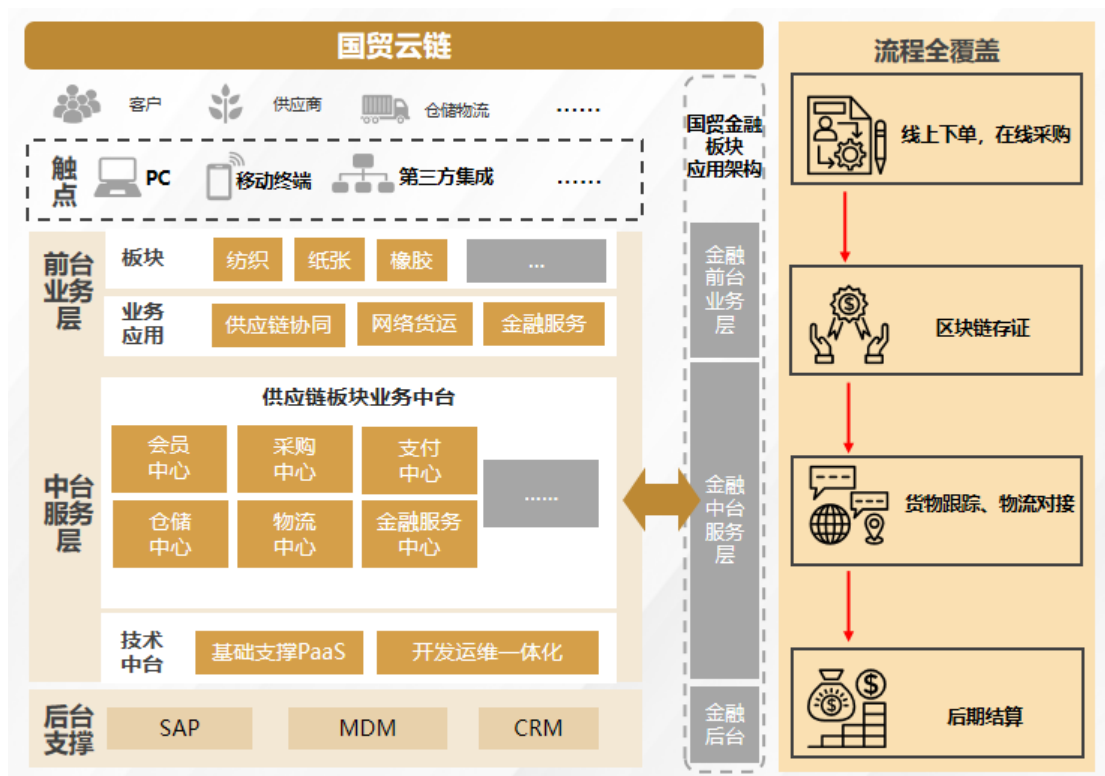 国贸云链
客户
供应商
仓储物流
······
触
点
PC
移动终端
第三方集成
······
前台
业务
层
板块
纺织
纸张
橡胶
...
业务
应用
供应链协同
网络货运
金融服务
中台
服务
层
供应链板块业务中台
会员
中心
采购
中心
支付
中心
仓储
中心
物流
中心
金融服务
中心
......
技术
中台
基础支撑PaaS
开发运维一体化
后台
支撑
SAP
MDM
CRM
国贸金融
板块
应用架构
金融
前台
业务
层
金融
中台
服务
层
金融
后台
流程全覆盖
线上下单，在线采购
区块链存证
货物跟踪、物流对接
后期结算